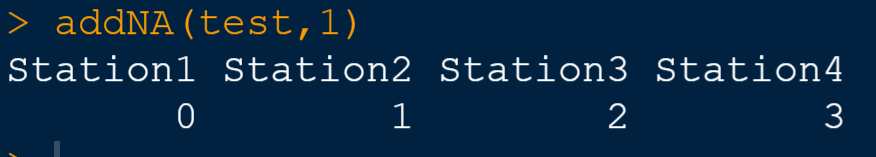 > addNA(test,1)
Station1 Station2 Station3 Station4
0 1 2 3
>